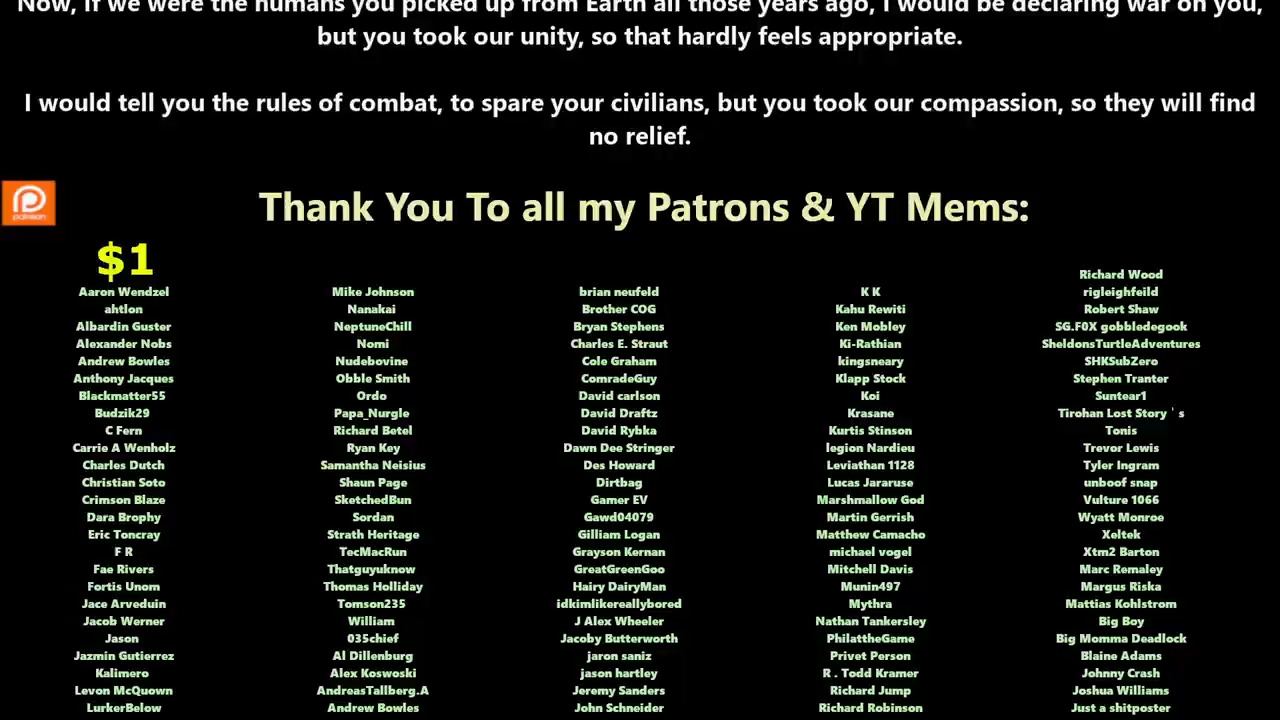 Now, if we were the humans you picked up from Earth all those years ago, I would be declaring war on you,
but you took our unity, so that hardly feels appropriate.
I would tell you the rules of combat, to spare your civilians, but you took our compassion, so they will find
no relief.
patreon
Thank You To all my Patrons & YT Mems:
$1
Aaron Wendzel
ahtlon
Albardin Guster
Alexander Nobs
Andrew Bowles
Anthony Jacques
Blackmatter55
Budzik29
C Fern
Carrie A Wenholz
Charles Dutch
Christian Soto
Crimson Blaze
Dara Brophy
Eric Toncray
F R
Fae Rivers
Fortis Unom
Jace Arveduin
Jacob Werner
Jason
Jazmin Gutierrez
Kalimero
Levon McQuown
LurkerBelow
Mike Johnson
Nanakai
NeptuneChill
Nomi
Nudebovine
Obble Smith
Ordo
Papa_Nurgle
Richard Betel
Ryan Key
Samantha Neisius
Shaun Page
SketchedBun
Sordan
Strath Heritage
TecMacRun
Thatguyuknow
Thomas Holliday
Tomson235
William
035chief
Al Dillenburg
Alex Koswoski
AndreasTallberg.A
Andrew Bowles
brian neufeld
Brother COG
Bryan Stephens
Charles E. Straut
Cole Graham
ComradeGuy
David carlson
David Draftz
David Rybka
Dawn Dee Stringer
Des Howard
Dirtbag
Gamer EV
Gawd04079
Gilliam Logan
Grayson Kernan
GreatGreenGoo
Hairy DairyMan
idkimlikereallybored
J Alex Wheeler
Jacoby Butterworth
jaron saniz
jason hartley
Jeremy Sanders
John Schneider
K K
Kahu Rewiti
Ken Mobley
Ki-Rathian
kingsneary
Klapp Stock
Koi
Krasane
Kurtis Stinson
legion Nardieu
Leviathan 1128
Lucas Jararuse
Marshmallow God
Martin Gerrish
Matthew Camacho
michael vogel
Mitchell Davis
Munin497
Mythra
Nathan Tankersley
PhilattheGame
Privet Person
R . Todd Kramer
Richard Jump
Richard Robinson
Richard Wood
rigleighfeild
Robert Shaw
SG.F0X gobbledegook
SheldonsTurtleAdventures
SHKSubZero
Stephen Tranter
Suntear1
Tirohan Lost Story ' s
Tonis
Trevor Lewis
Tyler Ingram
unboof snap
Vulture 1066
Wyatt Monroe
Xeltek
Xtm2 Barton
Marc Remaley
Margus Riska
Mattias Kohlstrom
Big Boy
Big Momma Deadlock
Blaine Adams
Johnny Crash
Joshua Williams
Just a shitposter